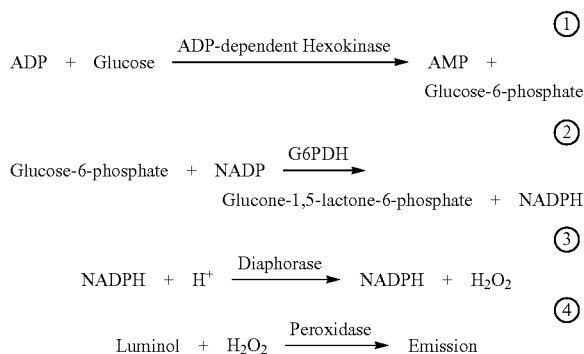 ①
ADP + Glucose ADP-dependent Hexokinase AMP +
Glucose-6-phosphate
②
Glucose-6-phosphate + NADP G6PDH
Glucone-1,5-lactone-6-phosphate + NADPH
③
NADPH + H⁺ Diaphorase NADPH + H₂O₂
④
Luminol + H₂O₂ Peroxidase Emission